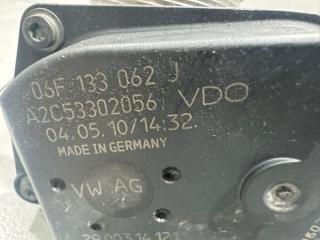 06F 133 062 J
A2C53302056 VDO
04.05.10/14:32
MADE IN GERMANY
VW AG